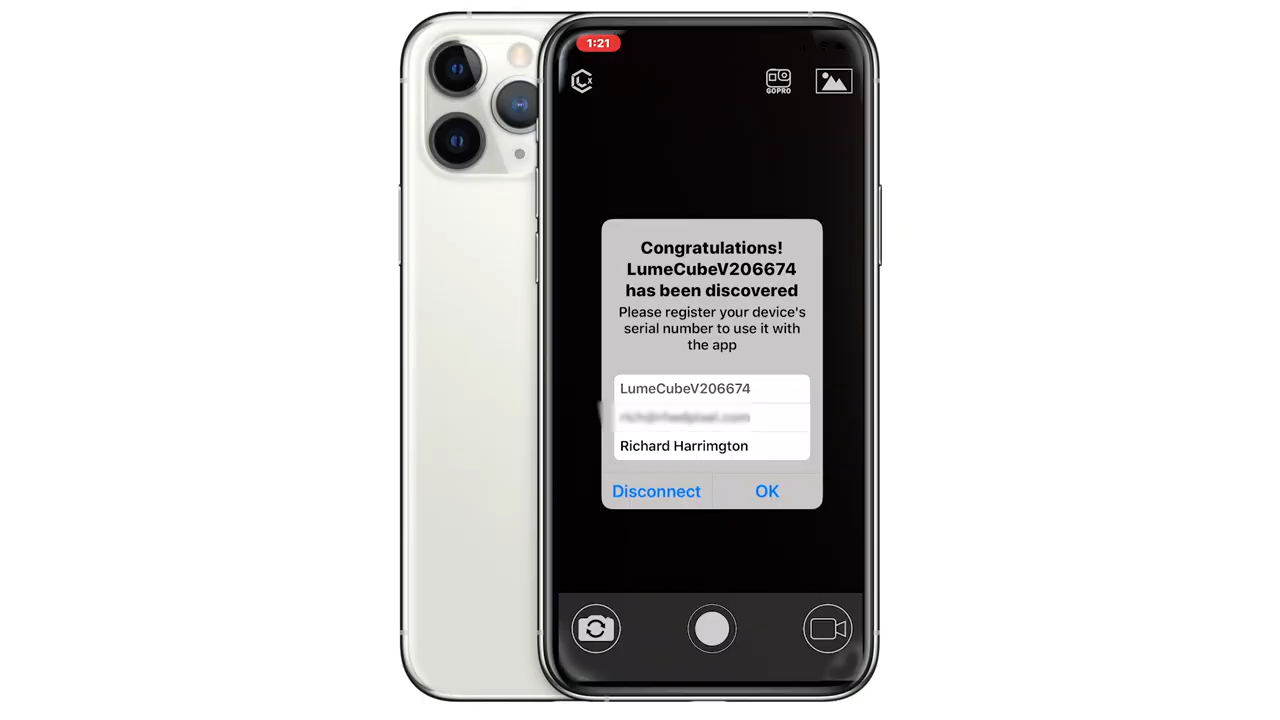 1:21
GOPRO
Congratulations!
LumeCubeV206674
has been discovered
Please register your device's
serial number to use it with
the app
LumeCubeV206674
Richard Harrimgton
Disconnect
OK